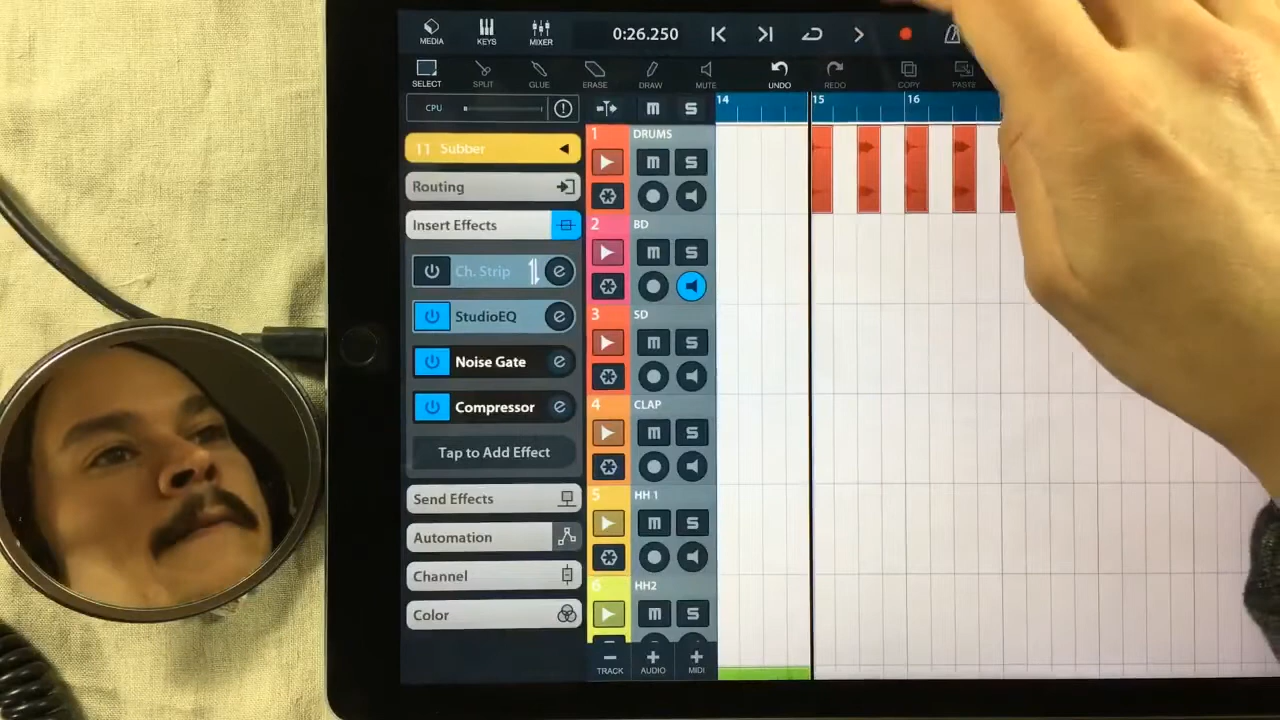 MEDIA
KEYS
MIXER
0:26.250
SELECT
SPLIT
GLUE
ERASE
DRAW
MUTE
UNDO
REDO
COPY
PASTE
CPU
M
S
14
15
16
11 Subber
Routing
Insert Effects
Ch. Strip
e
StudioEQ
e
Noise Gate
e
Compressor
e
Tap to Add Effect
Send Effects
Automation
Channel
Color
1
DRUMS
M
S
2
BD
M
S
3
SD
M
S
4
CLAP
M
S
5
HH 1
M
S
6
HH2
M
S
TRACK
AUDIO
MIDI